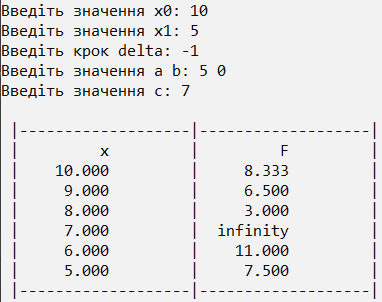 Введіть значення x0: 10
Введіть значення x1: 5
Введіть крок delta: -1
Введіть значення a b: 5 0
Введіть значення c: 7
|-----------------|-----------------|
| x | F |
| 10.000 | 8.333 |
| 9.000 | 6.500 |
| 8.000 | 3.000 |
| 7.000 | infinity |
| 6.000 | 11.000 |
| 5.000 | 7.500 |
|-----------------|-----------------|